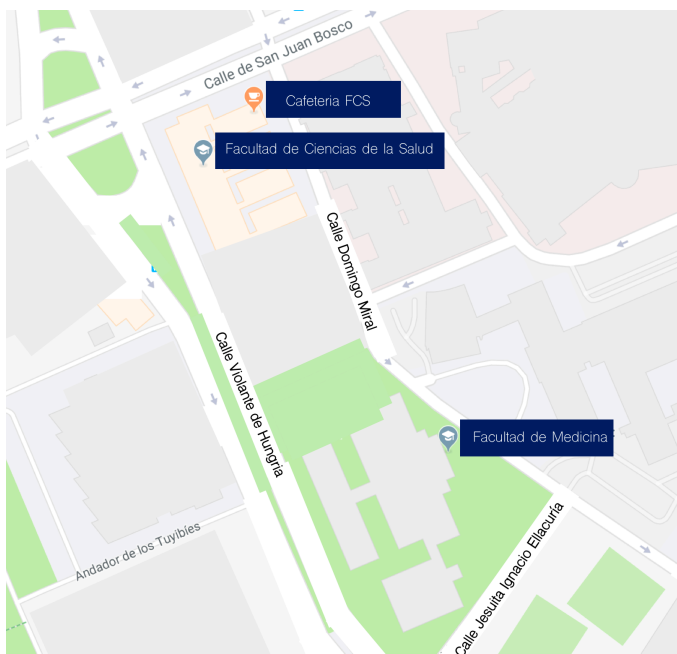 Calle de San Juan Bosco
Cafeteria FCS
Facultad de Ciencias de la Salud
Calle Domingo Miral
Calle Violante de Hungria
Facultad de Medicina
Calle Jesuita Ignacio Ellacuría
Andador de los Tuyibíes